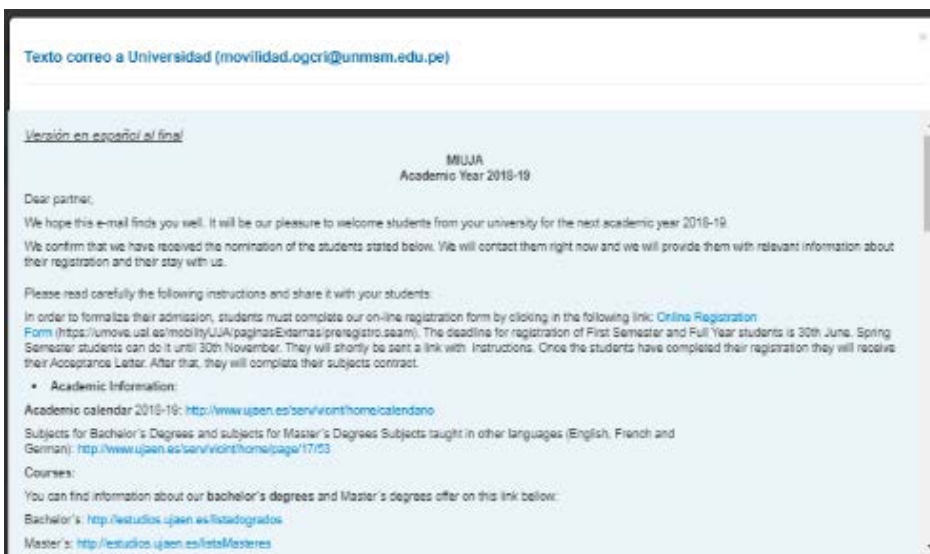 Texto correo a Universidad (movilidad.ogcri@unmsm.edu.pe)
Versión en español al final
MIUJA
Academic Year 2018-19
Dear partner,
We hope this e-mail finds you well. It will be our pleasure to welcome students from your university for the next academic year 2018-19.
We confirm that we have received the nomination of the students stated below. We will contact them right now and we will provide them with relevant information about
their registration and their stay with us.
Please read carefully the following instructions and share it with your students:
In order to formalize their admission, students must complete our on-line registration form by clicking in the following link: Online Registration
Form (https://umove.ual.es/mobilityUJA/paginasExternas/preregistro.seam). The deadline for registration of First Semester and Full Year students is 30th June. Spring
Semester students can do it until 30th November. They will shortly be sent a link with Instructions. Once the students have completed their registration they will receive
their Acceptance Letter. After that, they will complete their subjects contract.
• Academic Information:
Academic calendar 2018-19: http://www.ujaen.es/serv/vicint/home/calendario
Subjects for Bachelor's Degrees and subjects for Master's Degrees Subjects taught in other languages (English, French and
German): http://www.ujaen.es/serv/vicint/home/page/17/53
Courses:
You can find information about our bachelor's degrees and Master's degrees offer on this link bellow:
Bachelor's: http://estudios.ujaen.es/listadogrados
Master's: http://estudios.ujaen.es/listaMasteres